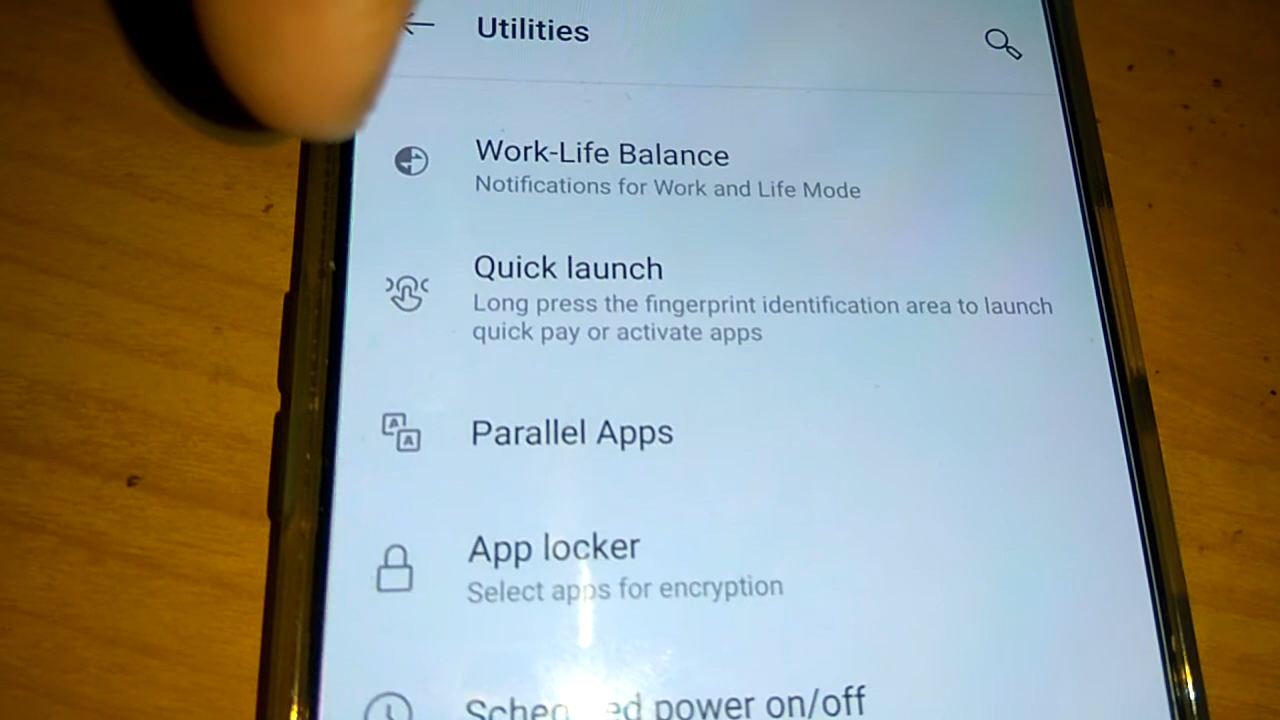 Utilities
Work-Life Balance
Notifications for Work and Life Mode
Quick launch
Long press the fingerprint identification area to launch
quick pay or activate apps
Parallel Apps
App locker
Select apps for encryption
power on/off